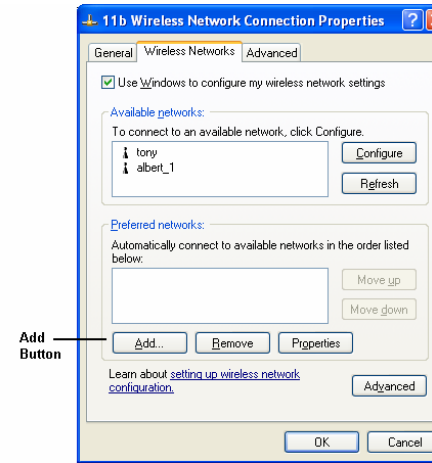 11b Wireless Network Connection Properties
General Wireless Networks Advanced
Use Windows to configure my wireless network settings
Available networks:
To connect to an available network, click Configure.
tony
albert_1
Configure
Refresh
Preferred networks:
Automatically connect to available networks in the order listed
below:
Move up
Move down
Add... Remove Properties
Add
Button
Learn about setting up wireless network
configuration.
Advanced
OK Cancel